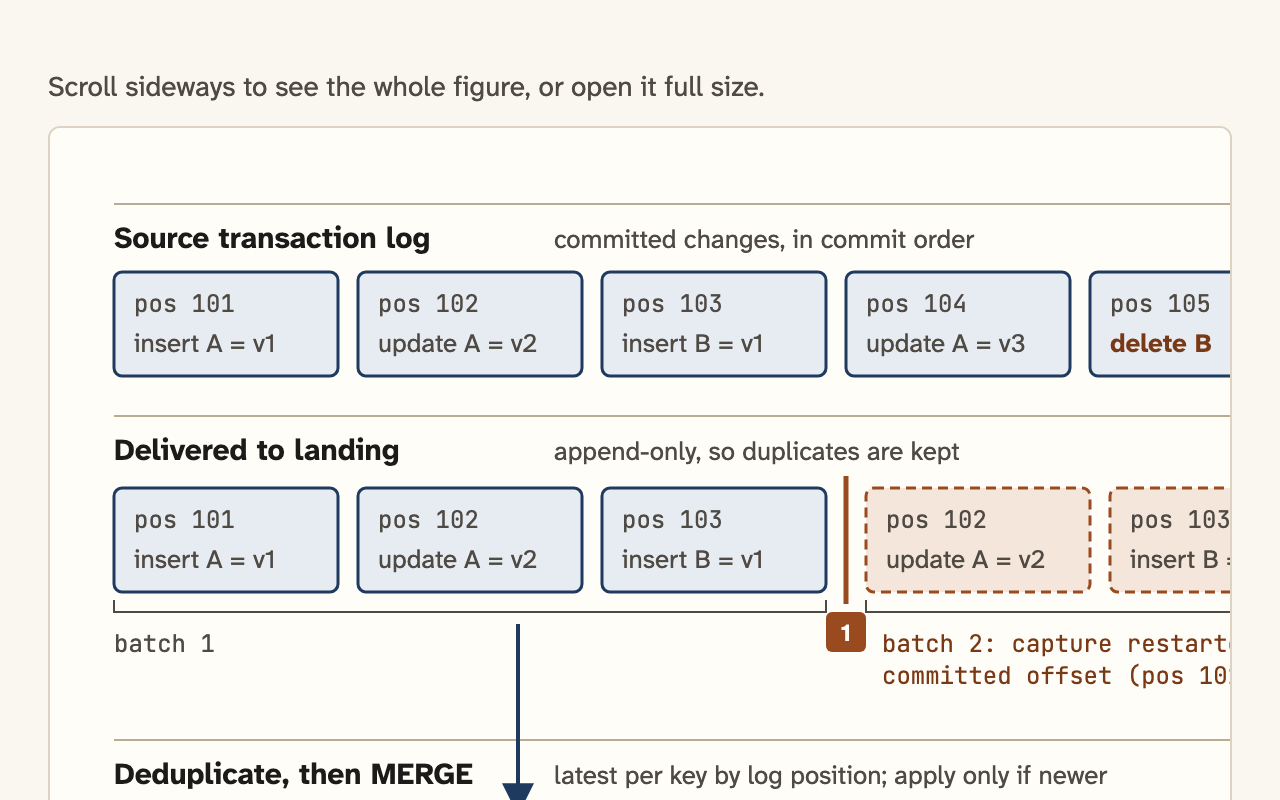 Scroll sideways to see the whole figure, or open it full size.
Source transaction log committed changes, in commit order
pos 101 pos 102 pos 103 pos 104 pos 105
insert A = v1 update A = v2 insert B = v1 update A = v3 delete B
Delivered to landing append-only, so duplicates are kept
pos 101 pos 102 pos 103 pos 102 pos 103
insert A = v1 update A = v2 insert B = v1 update A = v2 insert B =
1
batch 1 batch 2: capture
committed offset (pos
Deduplicate, then MERGE latest per key by log position; apply only if newer